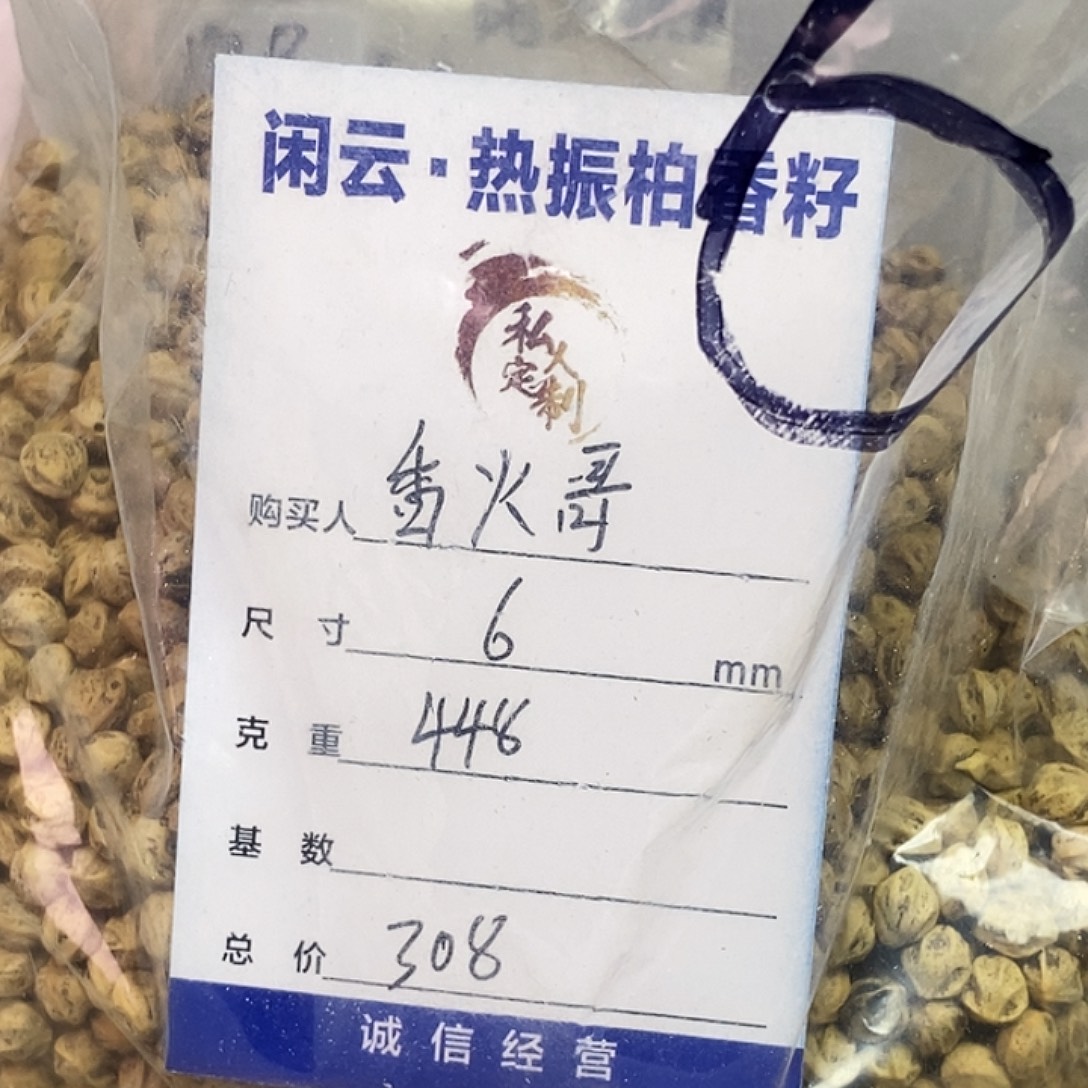 闲云·热振柏香籽
私人
定制
购买人 香火哥
尺寸 6 mm
克重 448
基数
总价 308
诚信经营